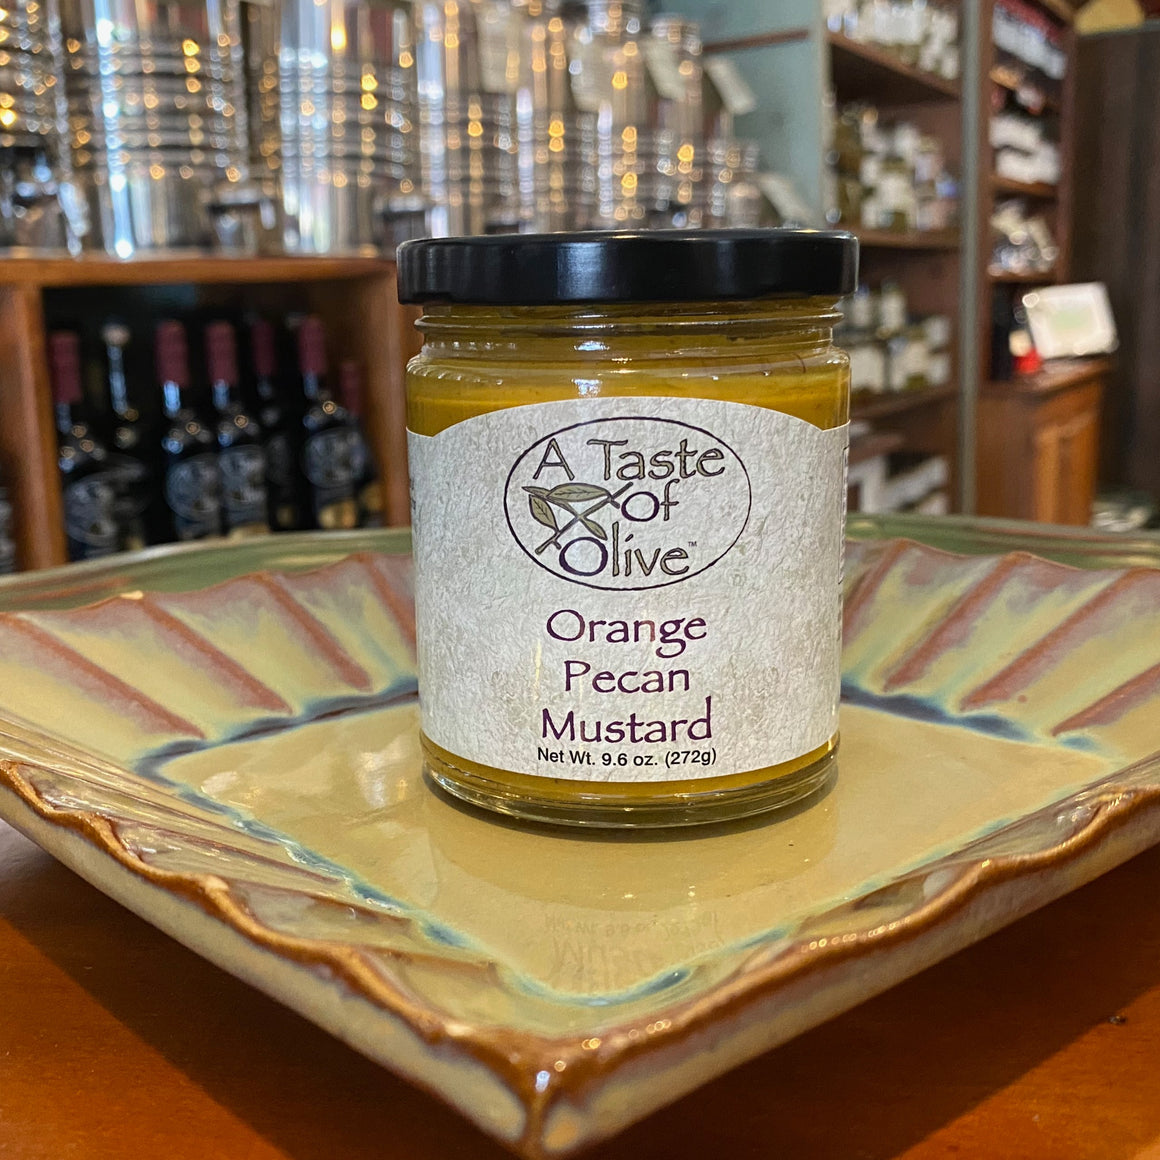 A Taste
of
Olive™
Orange
Pecan
Mustard
Net Wt. 9.6 oz. (272g)